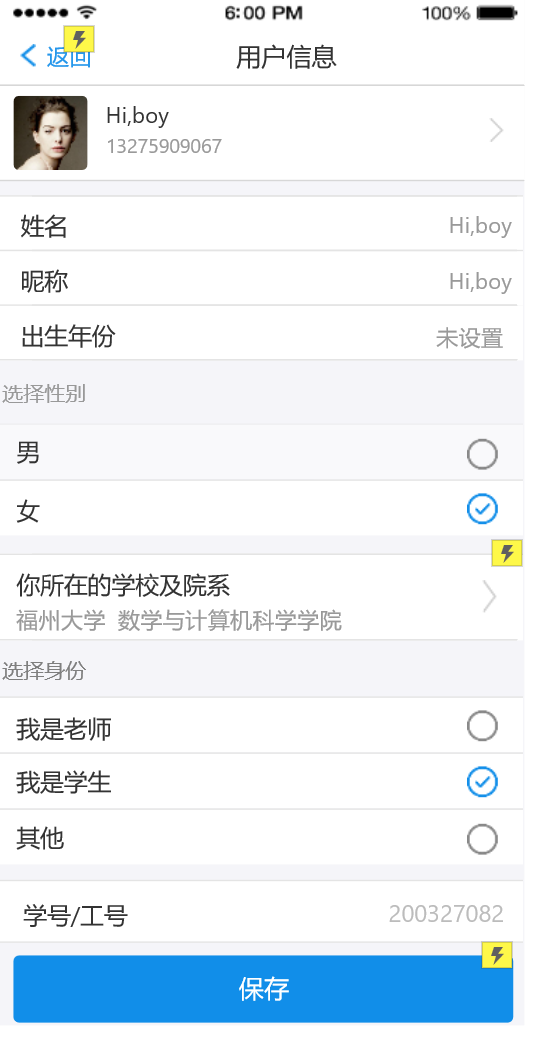 6:00 PM 100%
返回 用户信息
Hi,boy
13275909067
姓名 Hi,boy
昵称 Hi,boy
出生年份 未设置
选择性别
男
女
你所在的学校及院系
福州大学 数学与计算机科学学院
选择身份
我是老师
我是学生
其他
学号/工号 200327082
保存